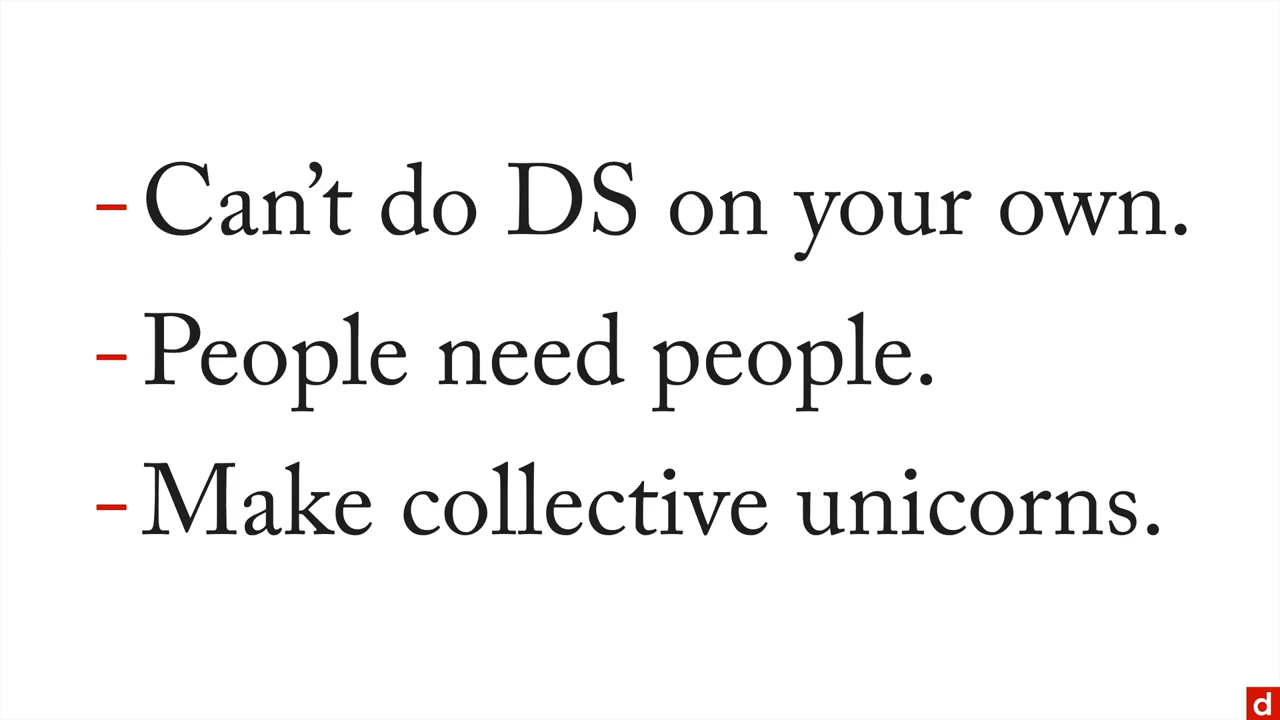 - Can’t do DS on your own.
- People need people.
- Make collective unicorns.
d